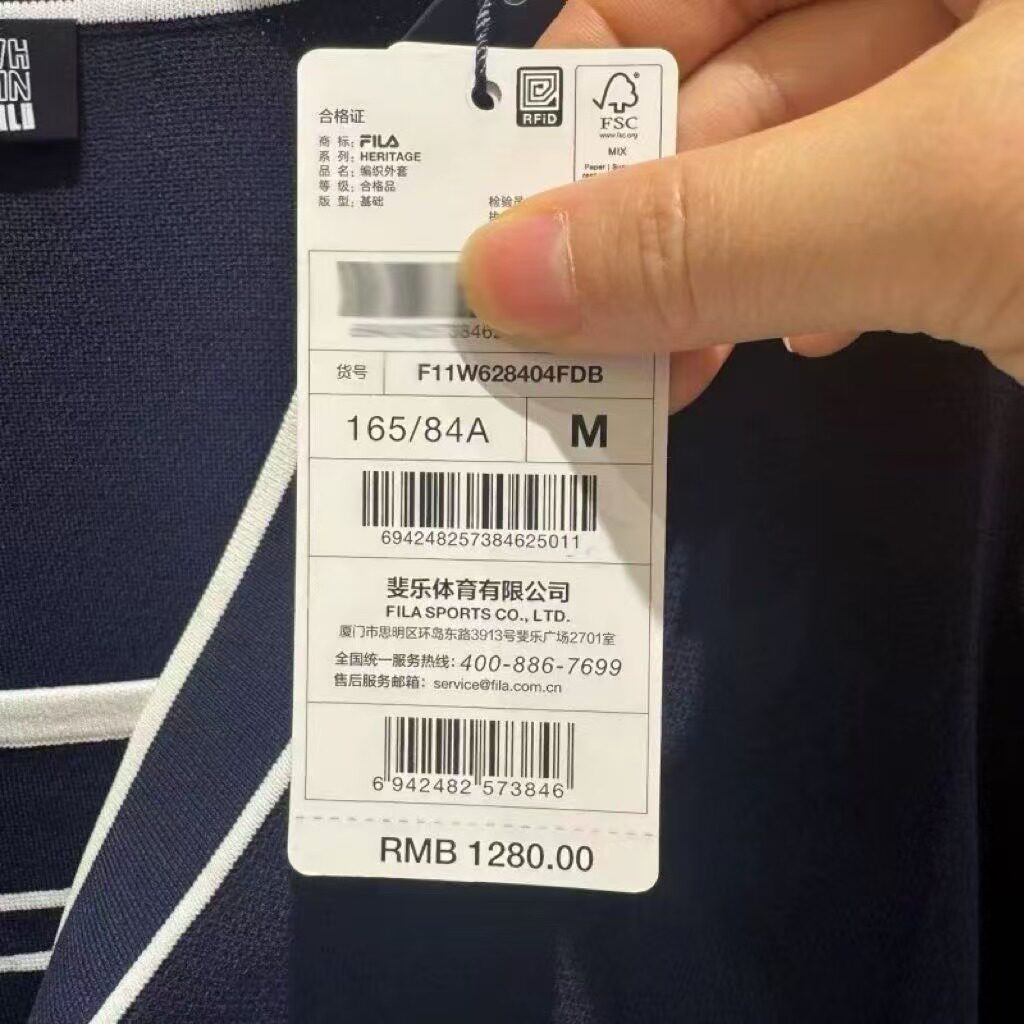 合格证
RFiD
FSC
www.fsc.org
MIX
商 标: FILA
系 列: HERITAGE
品 名: 编织外套
等 级: 合格品
版 型: 基础
检验
货号 F11W628404FDB
165/84A M
694248257384625011
斐乐体育有限公司
FILA SPORTS CO., LTD.
厦门市思明区环岛东路3913号斐乐广场2701室
全国统一服务热线: 400-886-7699
售后服务邮箱: service@fila.com.cn
6 942482 573846
RMB 1280.00